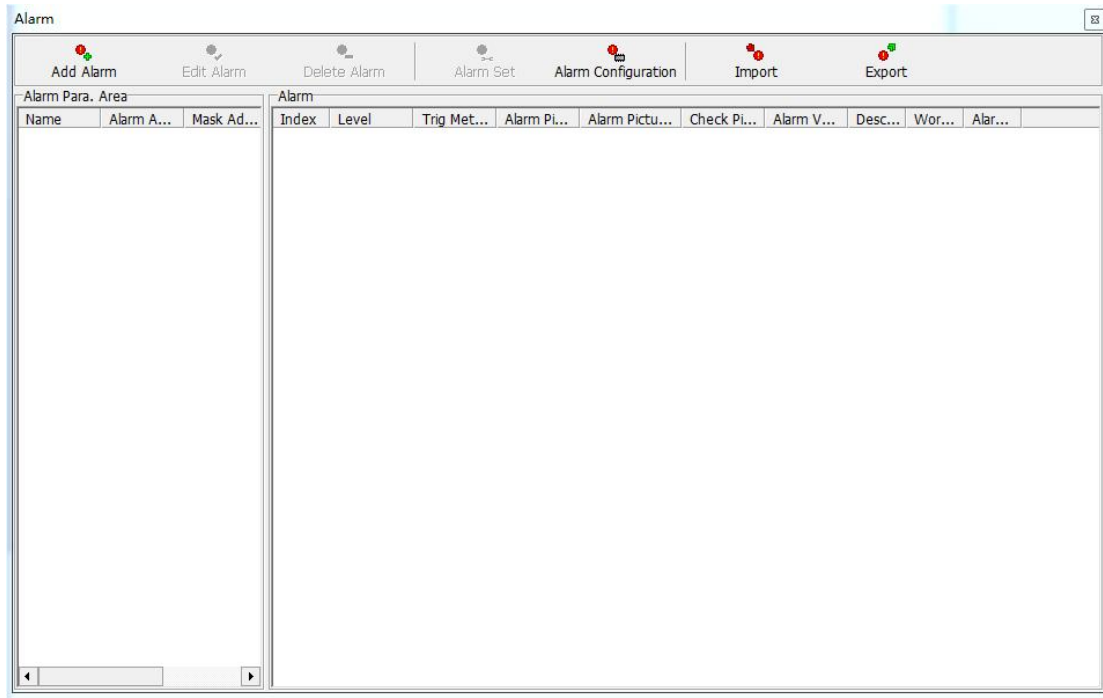 Alarm
Add Alarm Edit Alarm Delete Alarm Alarm Set Alarm Configuration Import Export
Alarm Para. Area Alarm
Name Alarm A... Mask Ad... Index Level Trig Met... Alarm Pi... Alarm Pictu... Check Pi... Alarm V... Desc... Wor... Alar...